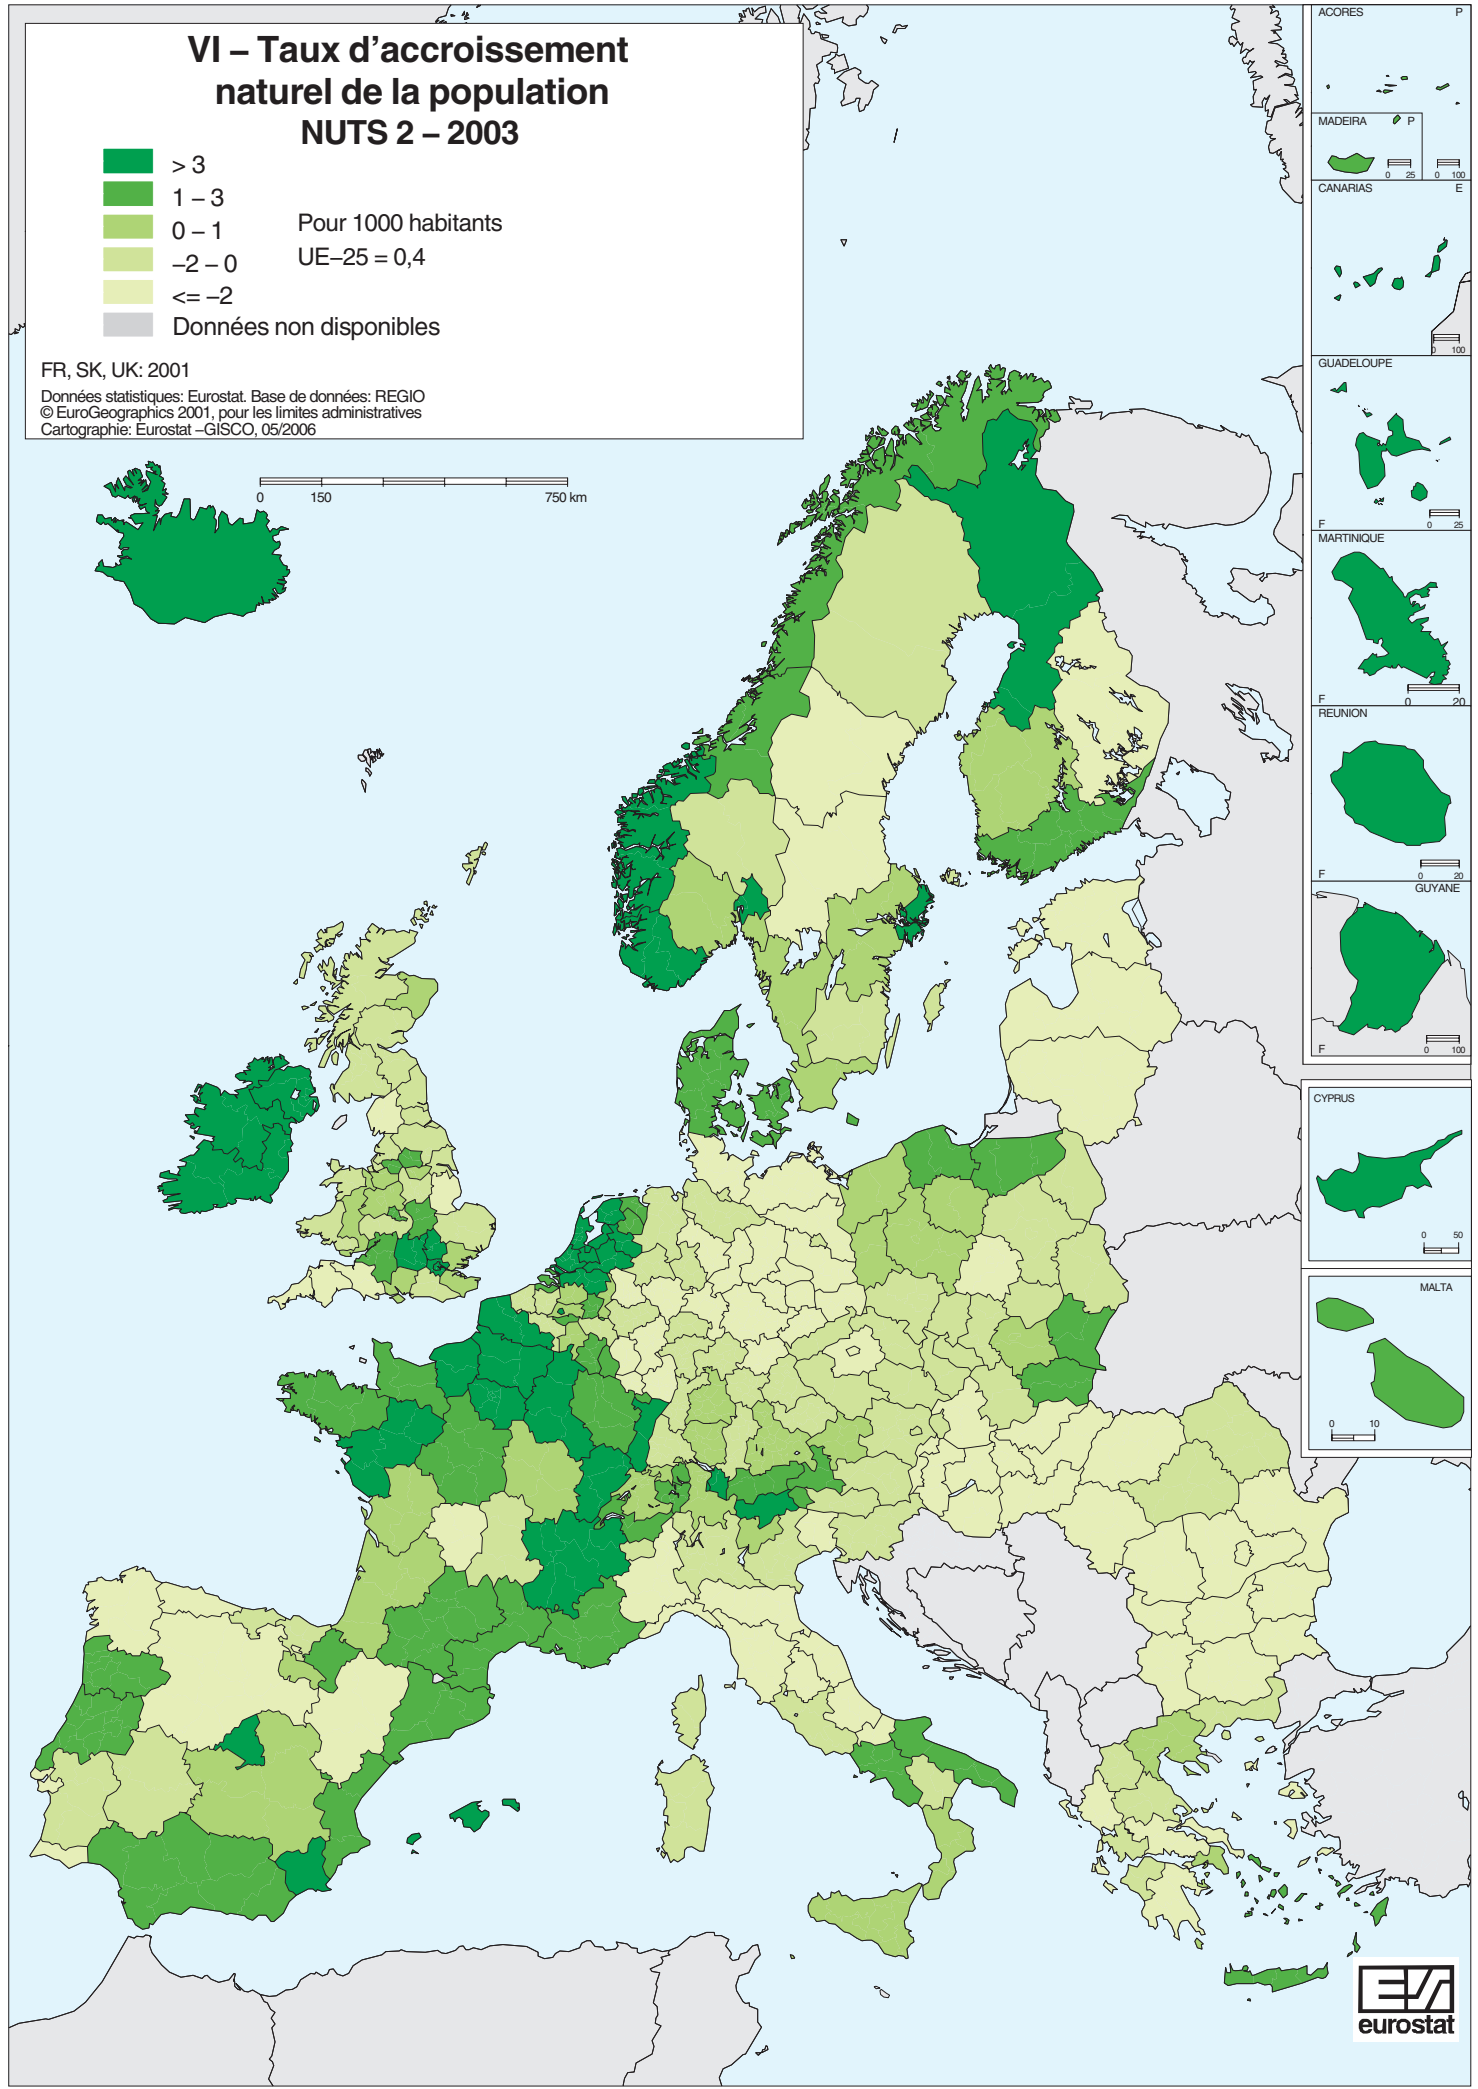 VI – Taux d'accroissement
naturel de la population
NUTS 2 – 2003
> 3
1 – 3
0 – 1
−2 – 0
<= −2
Données non disponibles
Pour 1000 habitants
UE−25 = 0,4
FR, SK, UK: 2001
Données statistiques: Eurostat. Base de données: REGIO
© EuroGeographics 2001, pour les limites administratives
Cartographie: Eurostat −GISCO, 05/2006
0 150 750 km
ACORES P
MADEIRA P
0 25 0 100
CANARIAS E
0 100
GUADELOUPE
F 0 25
MARTINIQUE
F 0 20
REUNION
F 0 20
GUYANE
F 0 100
CYPRUS
0 50
MALTA
0 10
eurostat